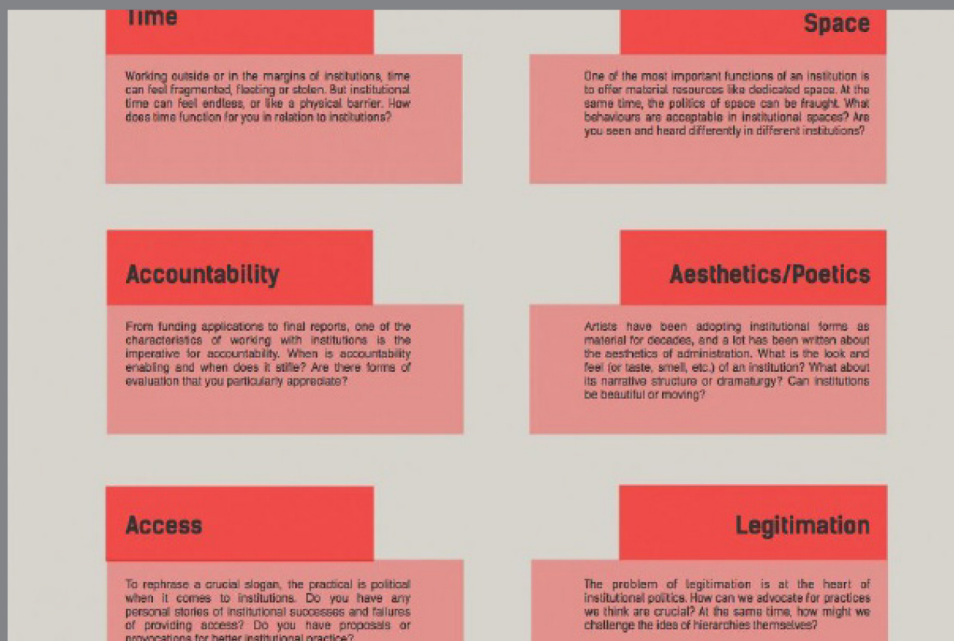 Time
Working outside or in the margins of institutions, time
can feel fragmented, fleeting or stolen. But institutional
time can feel endless, or like a physical barrier. How
does time function for you in relation to institutions?
Space
One of the most important functions of an institution is
to offer material resources like dedicated space. At the
same time, the politics of space can be fraught. What
behaviours are acceptable in institutional spaces? Are
you seen and heard differently in different institutions?
Accountability
From funding applications to final reports, one of the
characteristics of working with institutions is the
imperative for accountability. When is accountability
enabling and when does it stifle? Are there forms of
evaluation that you particularly appreciate?
Aesthetics/Poetics
Artists have been adopting institutional forms as
material for decades, and a lot has been written about
the aesthetics of administration. What is the look and
feel (or taste, smell, etc.) of an institution? What about
its narrative structure or dramaturgy? Can institutions
be beautiful or moving?
Access
To rephrase a crucial slogan, the practical is political
when it comes to institutions. Do you have any
personal stories of institutional successes and failures
of providing access? Do you have proposals or
provocations for better institutional practice?
Legitimation
The problem of legitimation is at the heart of
institutional politics. How can we advocate for practices
we think are crucial? At the same time, how might we
challenge the idea of hierarchies themselves?